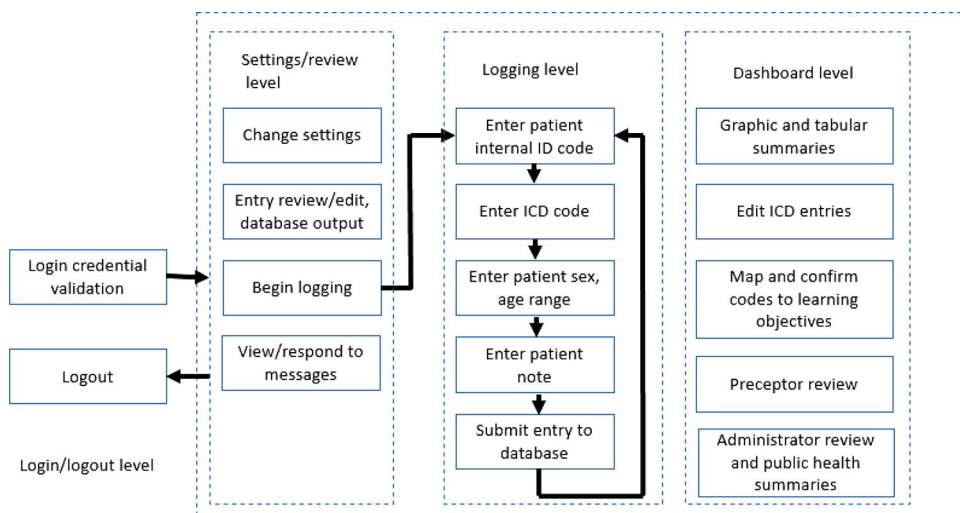 Login credential
validation
Logout
Login/logout level
Settings/review
level
Change settings
Entry review/edit,
database output
Begin logging
View/respond to
messages
Logging level
Enter patient
internal ID code
Enter ICD code
Enter patient sex,
age range
Enter patient
note
Submit entry to
database
Dashboard level
Graphic and tabular
summaries
Edit ICD entries
Map and confirm
codes to learning
objectives
Preceptor review
Administrator review
and public health
summaries